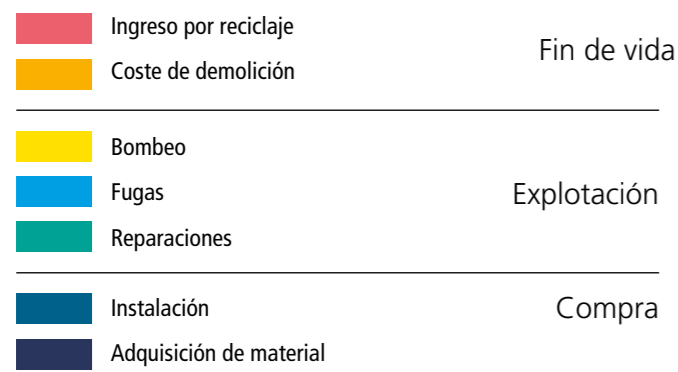 Ingreso por reciclaje
Fin de vida
Coste de demolición
Bombeo
Fugas
Explotación
Reparaciones
Instalación
Compra
Adquisición de material